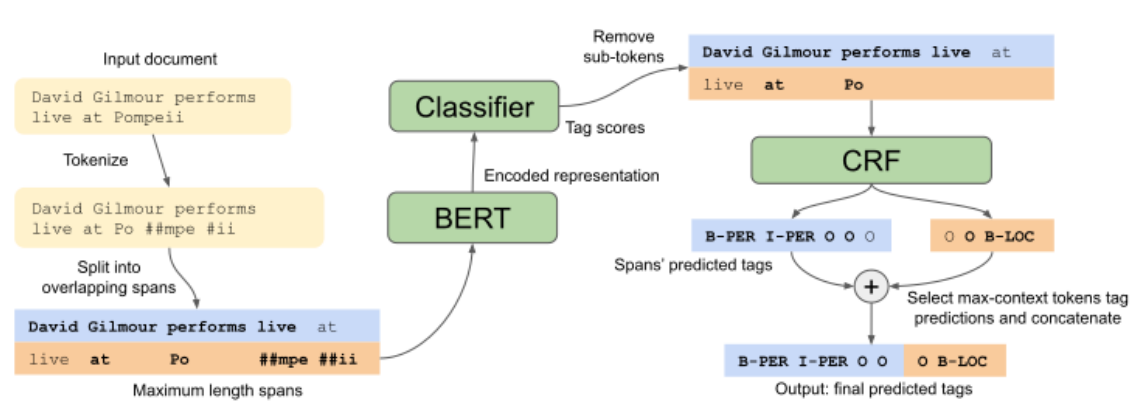 Input document
David Gilmour performs
live at Pompeii
Tokenize
David Gilmour performs
live at Po ##mpe #ii
Split into
overlapping spans
David Gilmour performs live at
live at Po ##mpe ##ii
Maximum length spans
BERT
Encoded representation
Classifier
Tag scores
Remove
sub-tokens
David Gilmour performs live at
live at Po
CRF
B-PER I-PER O O O
O O B-LOC
Spans' predicted tags
+
Select max-context tokens tag
predictions and concatenate
B-PER I-PER O O O B-LOC
Output: final predicted tags